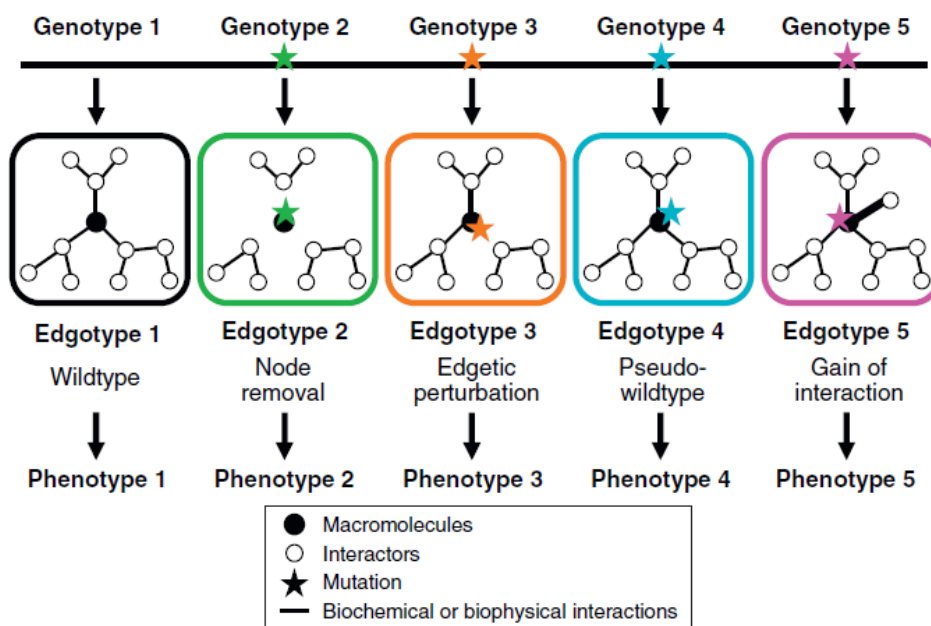 Genotype 1 Genotype 2 Genotype 3 Genotype 4 Genotype 5
Edgotype 1 Edgotype 2 Edgotype 3 Edgotype 4 Edgotype 5
Wildtype
Node
removal
Edgetic
perturbation
Pseudo-
wildtype
Gain of
interaction
Phenotype 1 Phenotype 2 Phenotype 3 Phenotype 4 Phenotype 5
Macromolecules
Interactors
Mutation
Biochemical or biophysical interactions